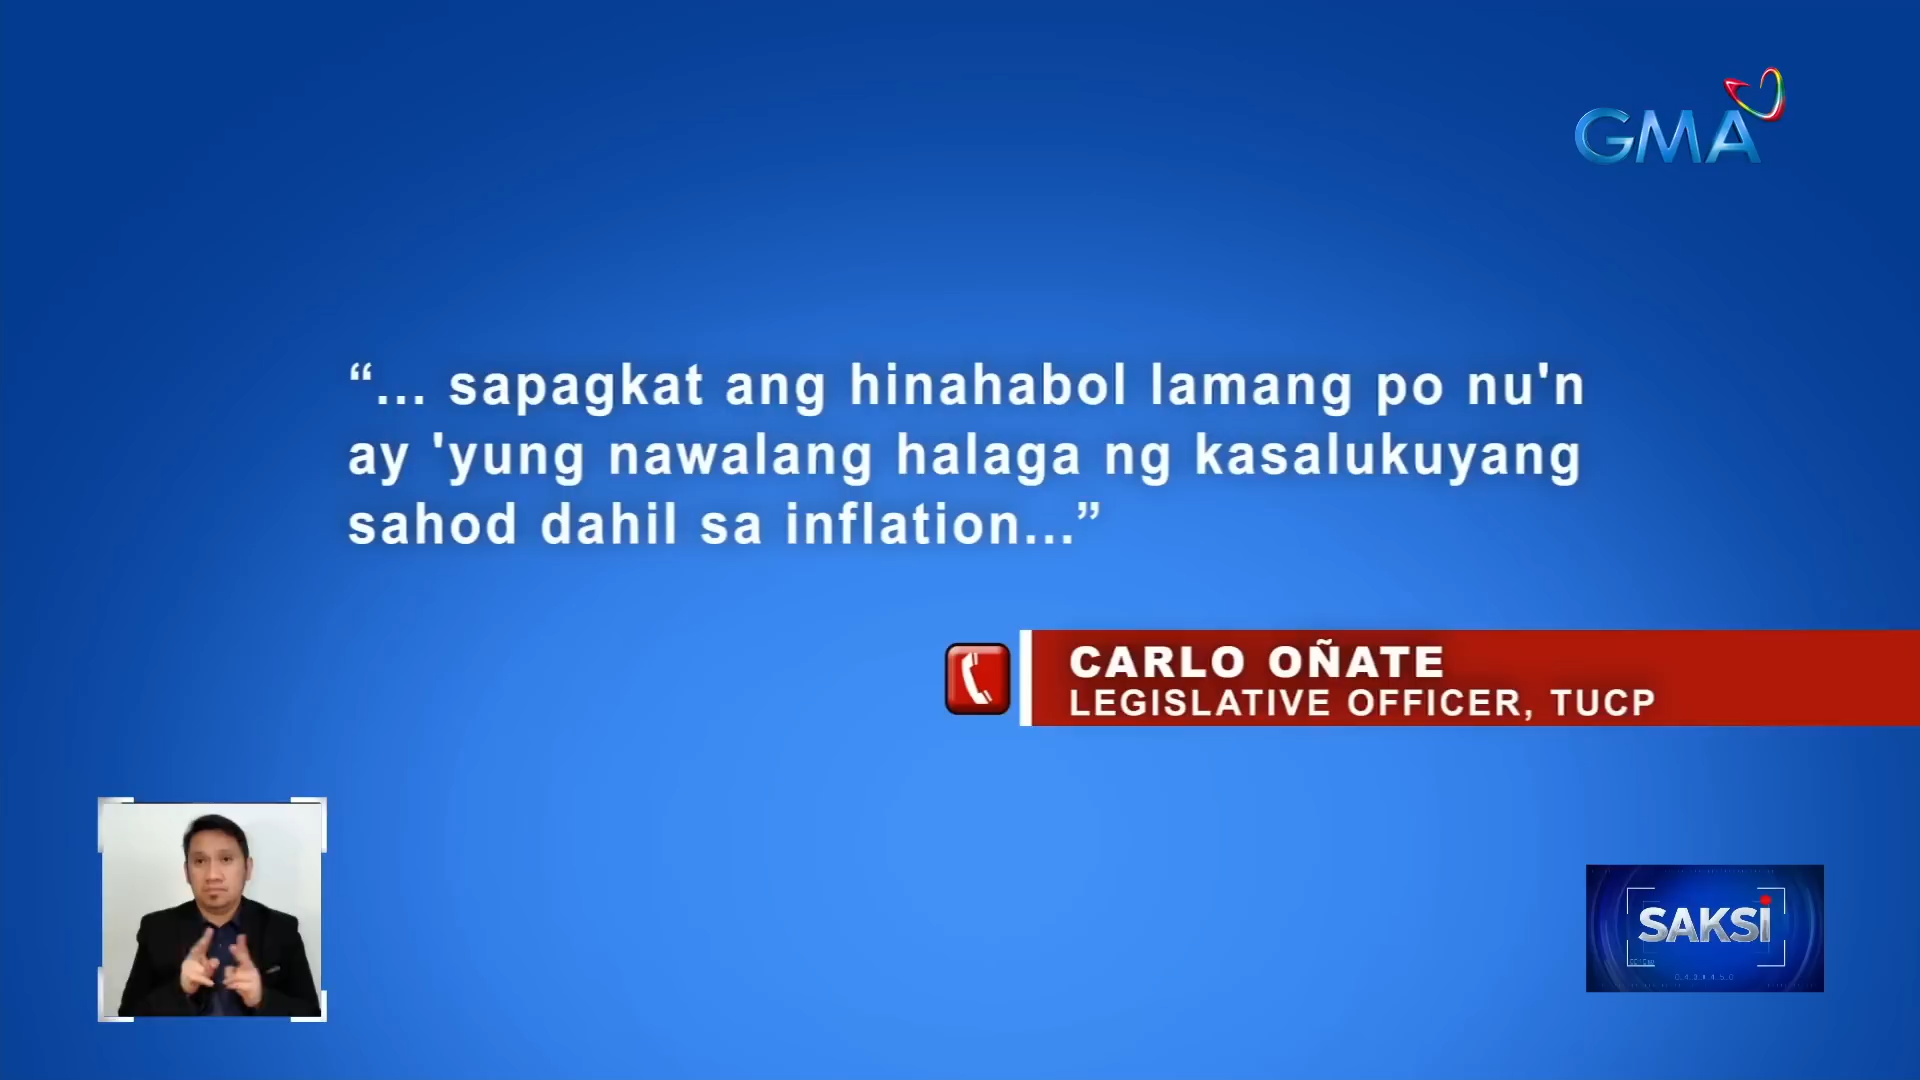 GMA
“... sapagkat ang hinahabol lamang po nu'n
ay 'yung nawalang halaga ng kasalukuyang
sahod dahil sa inflation...”
CARLO OÑATE
LEGISLATIVE OFFICER, TUCP
SAKSI